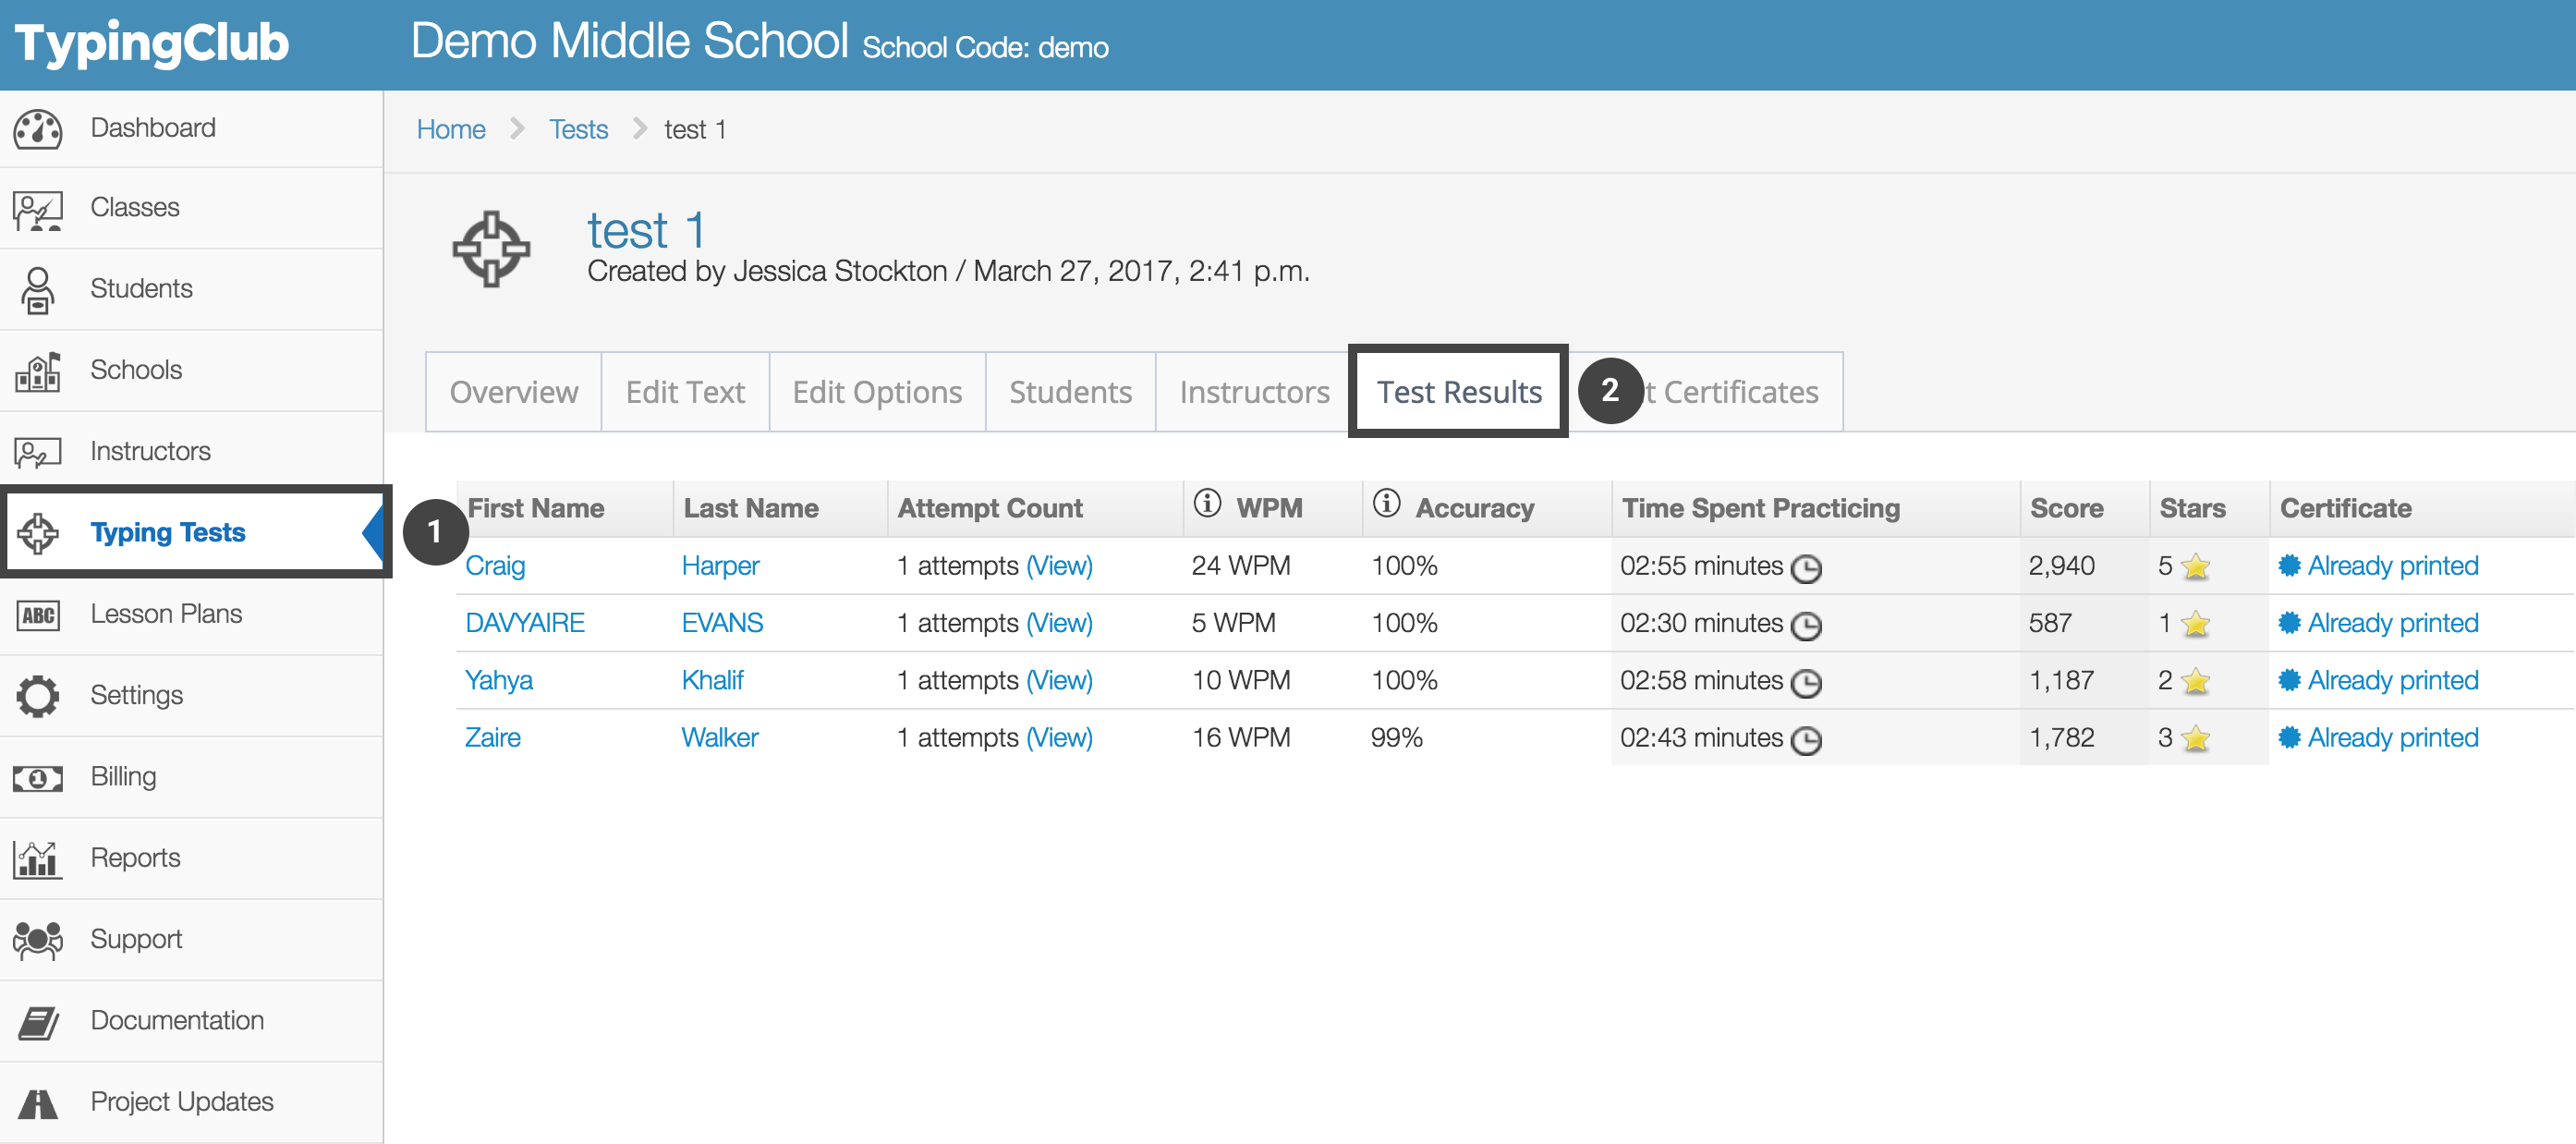 TypingClub
Demo Middle School School Code: demo
Dashboard
Classes
Students
Schools
Instructors
Typing Tests
Lesson Plans
Settings
Billing
Reports
Support
Documentation
Project Updates
ABC
1
Home Tests test 1
test 1
Created by Jessica Stockton / March 27, 2017, 2:41 p.m.
Overview Edit Text Edit Options Students Instructors Test Results 2 t Certificates
1 First Name Last Name Attempt Count i WPM i Accuracy Time Spent Practicing Score Stars Certificate
Craig Harper 1 attempts (View) 24 WPM 100% 02:55 minutes 2,940 5 Already printed
DAVYAIRE EVANS 1 attempts (View) 5 WPM 100% 02:30 minutes 587 1 Already printed
Yahya Khalif 1 attempts (View) 10 WPM 100% 02:58 minutes 1,187 2 Already printed
Zaire Walker 1 attempts (View) 16 WPM 99% 02:43 minutes 1,782 3 Already printed